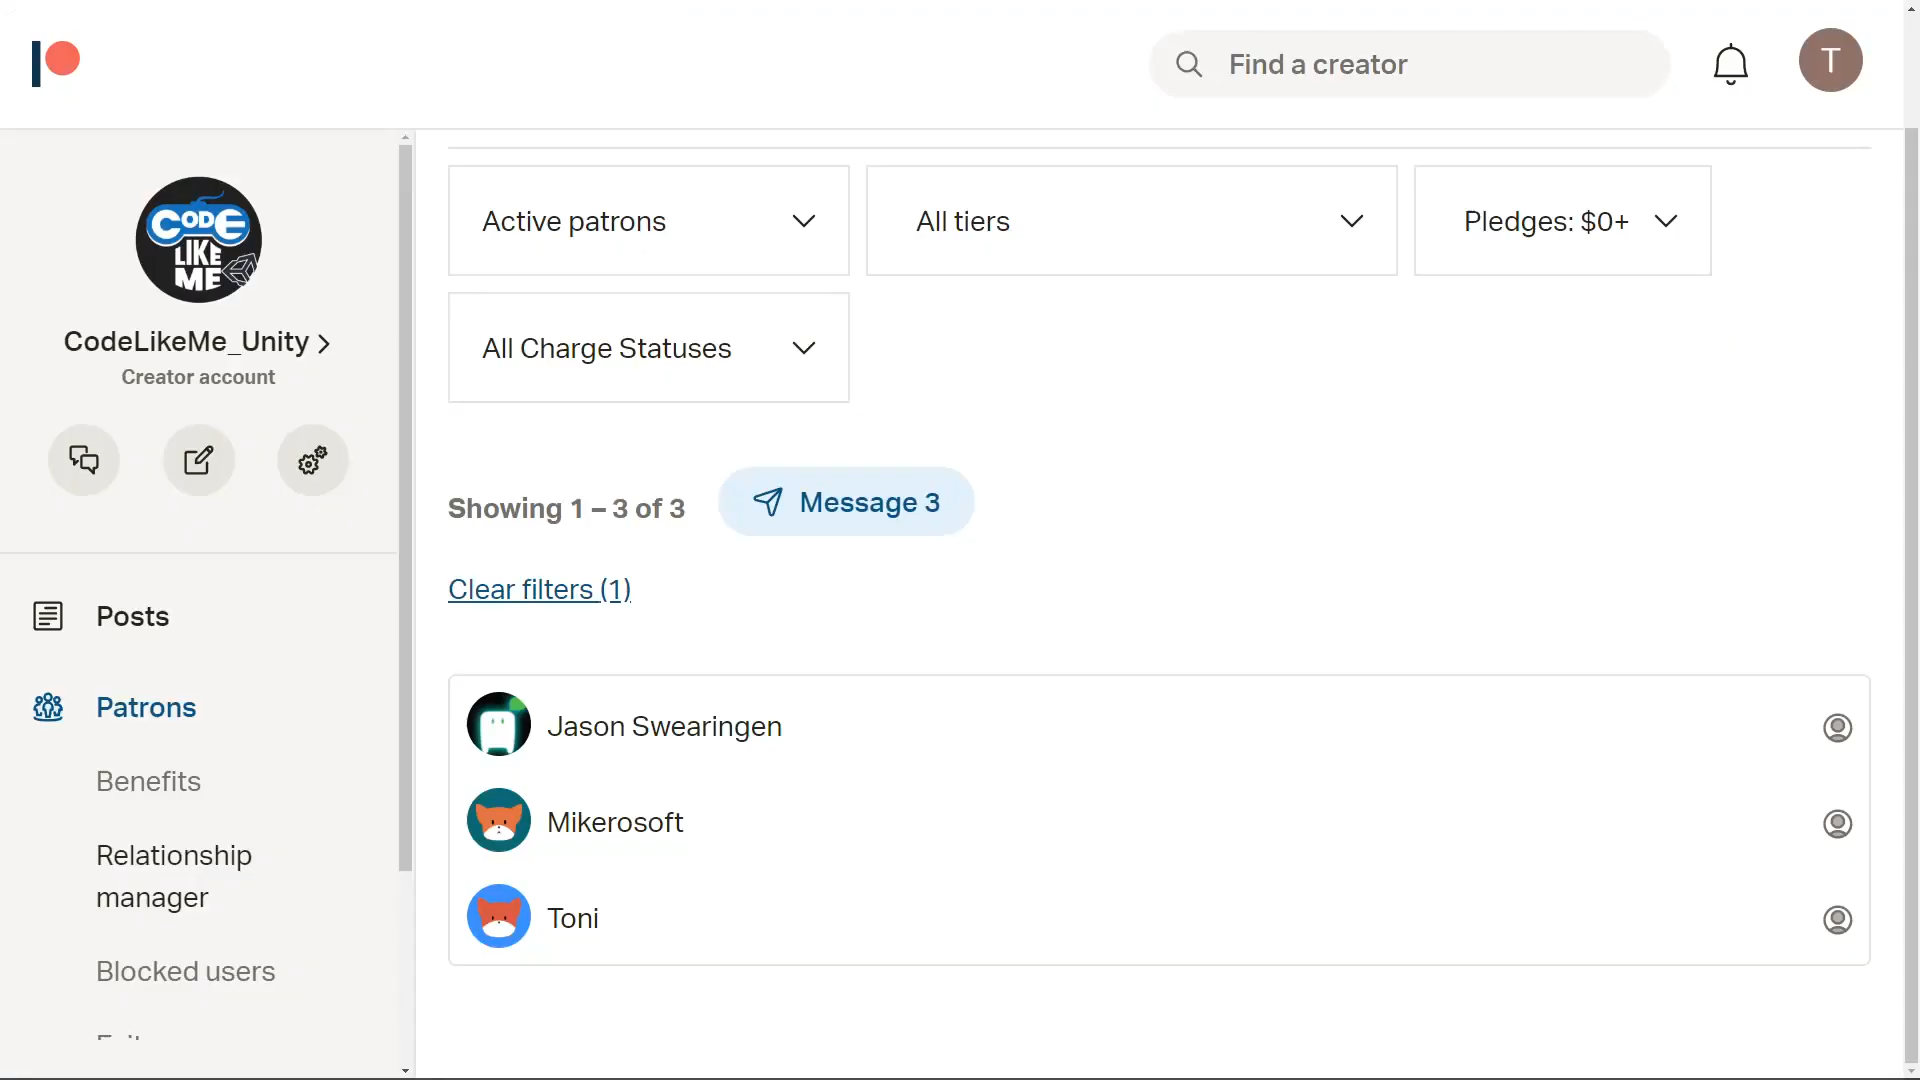 Find a creator
T
CODE
LIKE
ME
CodeLikeMe_Unity
Creator account
Posts
Patrons
Benefits
Relationship
manager
Blocked users
Active patrons
All tiers
Pledges: $0+
All Charge Statuses
Showing 1 – 3 of 3
Message 3
Clear filters (1)
Jason Swearingen
Mikerosoft
Toni